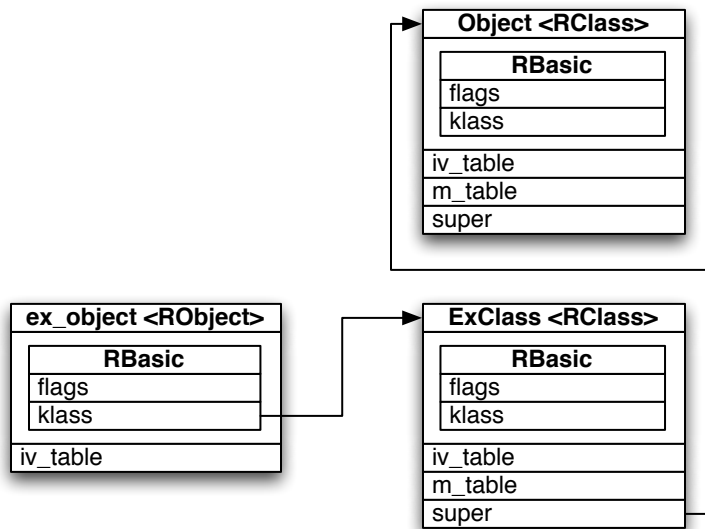 Object <RClass>
RBasic
flags
klass
iv_table
m_table
super
ex_object <RObject>
RBasic
flags
klass
iv_table
ExClass <RClass>
RBasic
flags
klass
iv_table
m_table
super